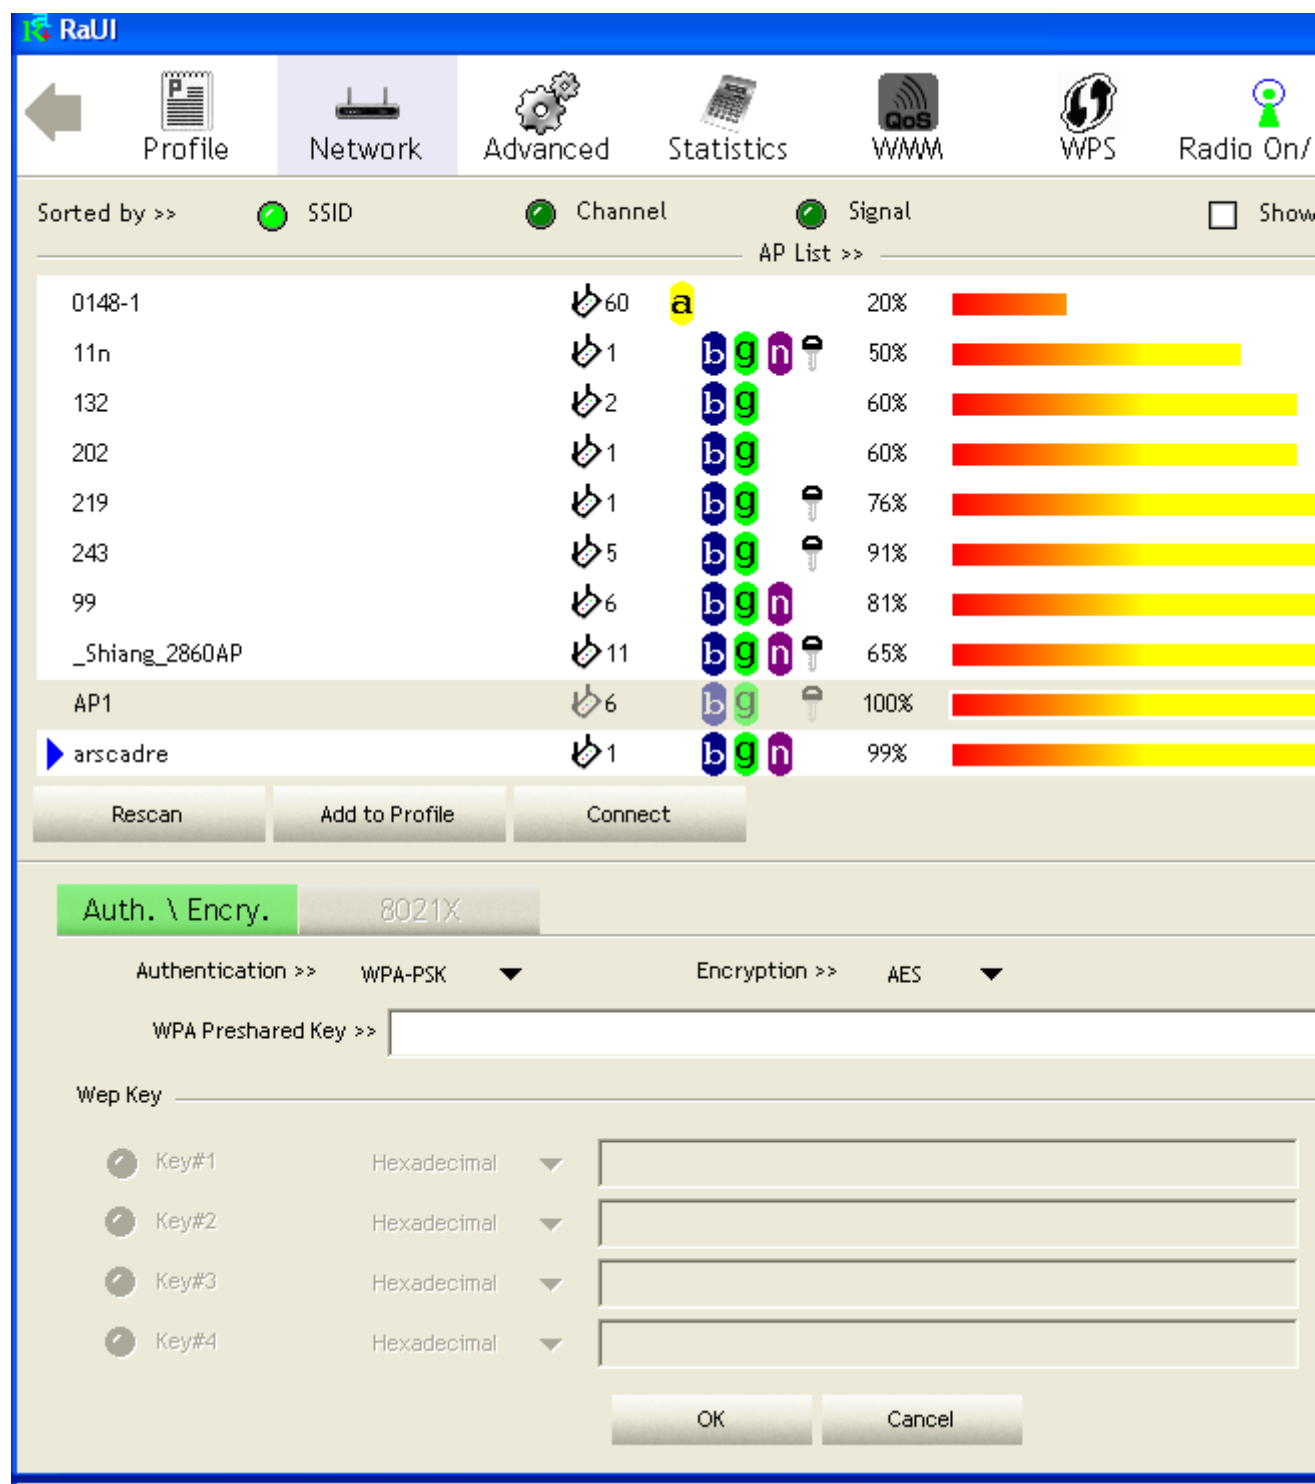 RaUI
Profile Network Advanced Statistics QoS WMM WPS Radio On/
Sorted by >> SSID Channel Signal Show
AP List >>
0148-1 60 a 20%
11n 1 b g n 50%
132 2 b g 60%
202 1 b g 60%
219 1 b g 76%
243 5 b g 91%
99 6 b g n 81%
_Shiang_2860AP 11 b g n 65%
AP1 6 b g 100%
arscadre 1 b g n 99%
Rescan Add to Profile Connect
Auth. \ Encry. 8021X
Authentication >> WPA-PSK Encryption >> AES
WPA Preshared Key >>
Wep Key
Key#1 Hexadecimal
Key#2 Hexadecimal
Key#3 Hexadecimal
Key#4 Hexadecimal
OK Cancel